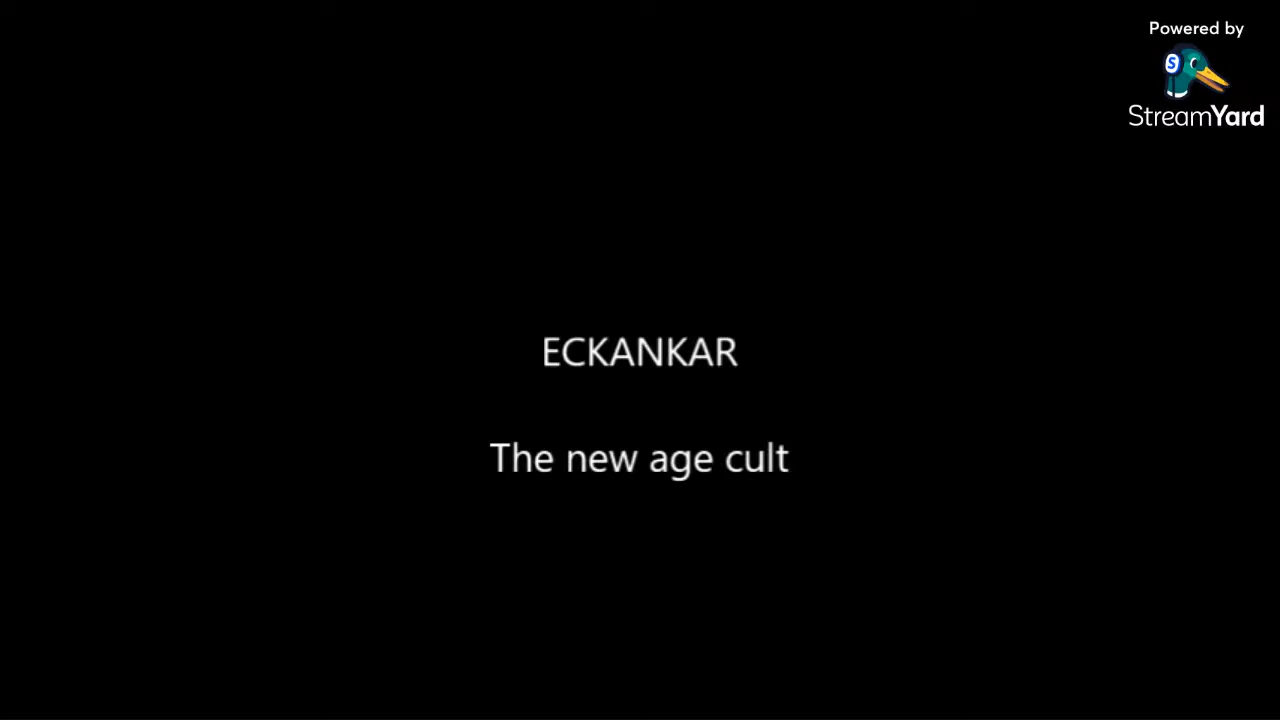 Powered by
S
StreamYard
ECKANKAR
The new age cult